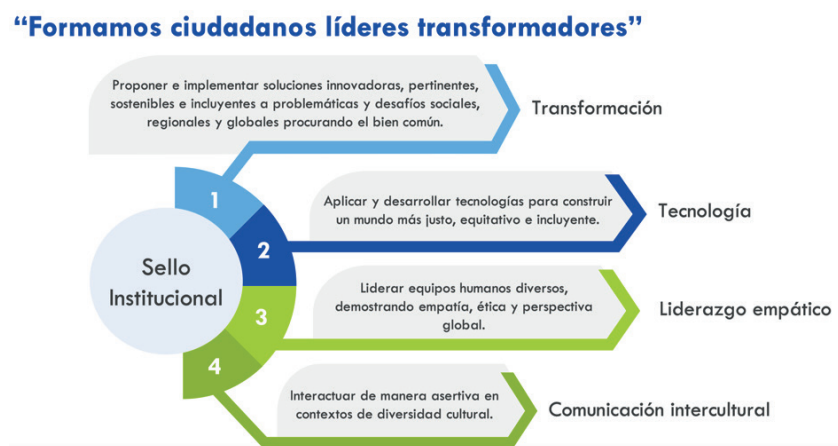 “Formamos ciudadanos líderes transformadores”
Proponer e implementar soluciones innovadoras, pertinentes,
sostenibles e incluyentes a problemáticas y desafíos sociales,
regionales y globales procurando el bien común.
Transformación
1
Aplicar y desarrollar tecnologías para construir
un mundo más justo, equitativo e incluyente.
Tecnología
2
Sello
Institucional
Liderar equipos humanos diversos,
demostrando empatía, ética y perspectiva
global.
Liderazgo empático
3
4
Interactuar de manera asertiva en
contextos de diversidad cultural.
Comunicación intercultural